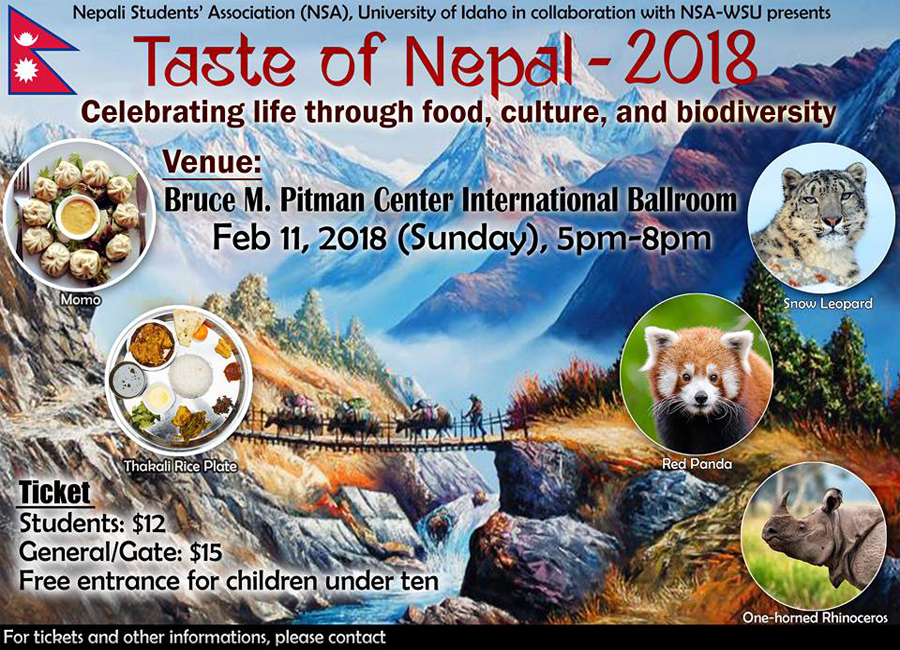 Nepali Students' Association (NSA), University of Idaho in collaboration with NSA-WSU presents
Taste of Nepal - 2018
Celebrating life through food, culture, and biodiversity
Venue:
Bruce M. Pitman Center International Ballroom
Feb 11, 2018 (Sunday), 5pm-8pm
Momo
Snow Leopard
Thakali Rice Plate
Red Panda
Ticket
Students: $12
General/Gate: $15
Free entrance for children under ten
One-horned Rhinoceros
For tickets and other informations, please contact